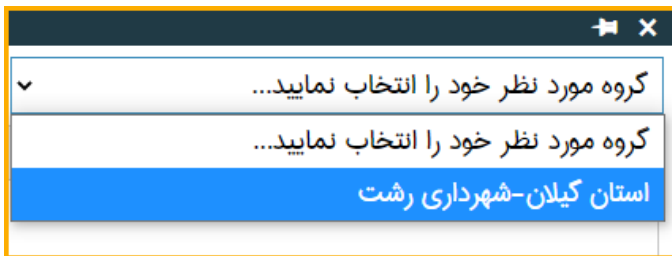 گروه مورد نظر خود را انتخاب نمایید...
گروه مورد نظر خود را انتخاب نمایید...
استان گیلان-شهرداری رشت